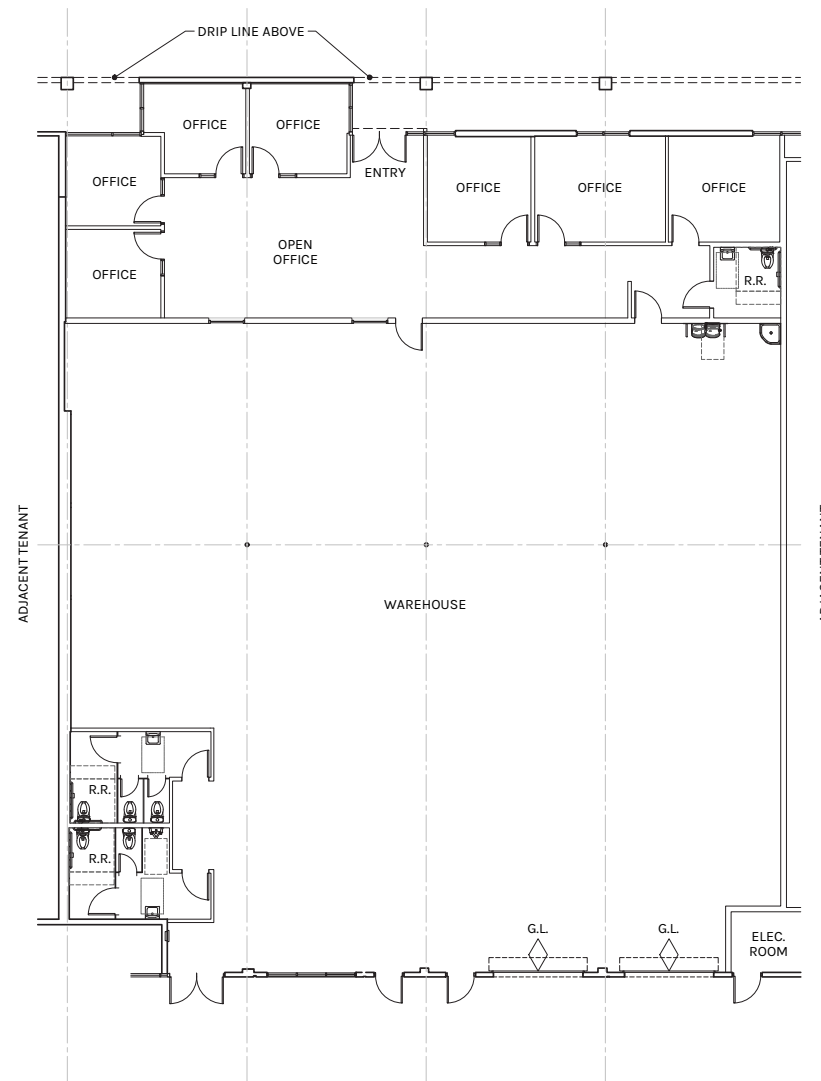 DRIP LINE ABOVE
OFFICE
OFFICE
ENTRY
OFFICE
OFFICE
OFFICE
OFFICE
OFFICE
OPEN
OFFICE
R.R.
ADJACENT TENANT
WAREHOUSE
R.R.
R.R.
G.L.
G.L.
ELEC.
ROOM